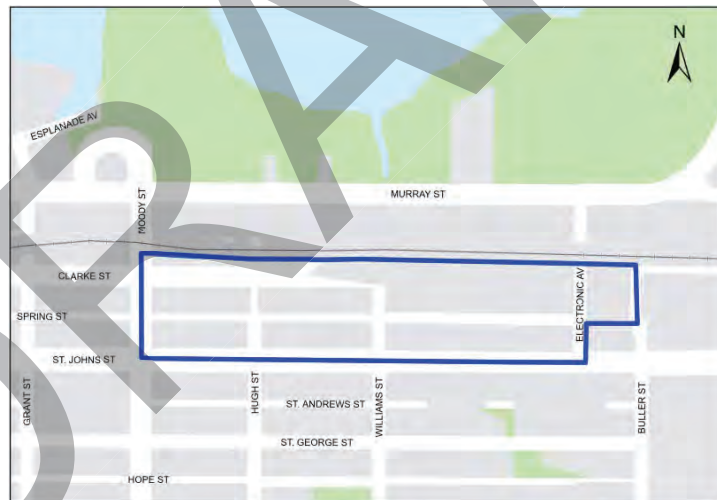 N
ESPLANADE AV
MURRAY ST
MOODY ST
CLARKE ST
ELECTRONIC AV
SPRING ST
ST. JOHNS ST
GRANT ST
HUGH ST
WILLIAMS ST
BULLER ST
ST. ANDREWS ST
ST. GEORGE ST
HOPE ST
DRAFT